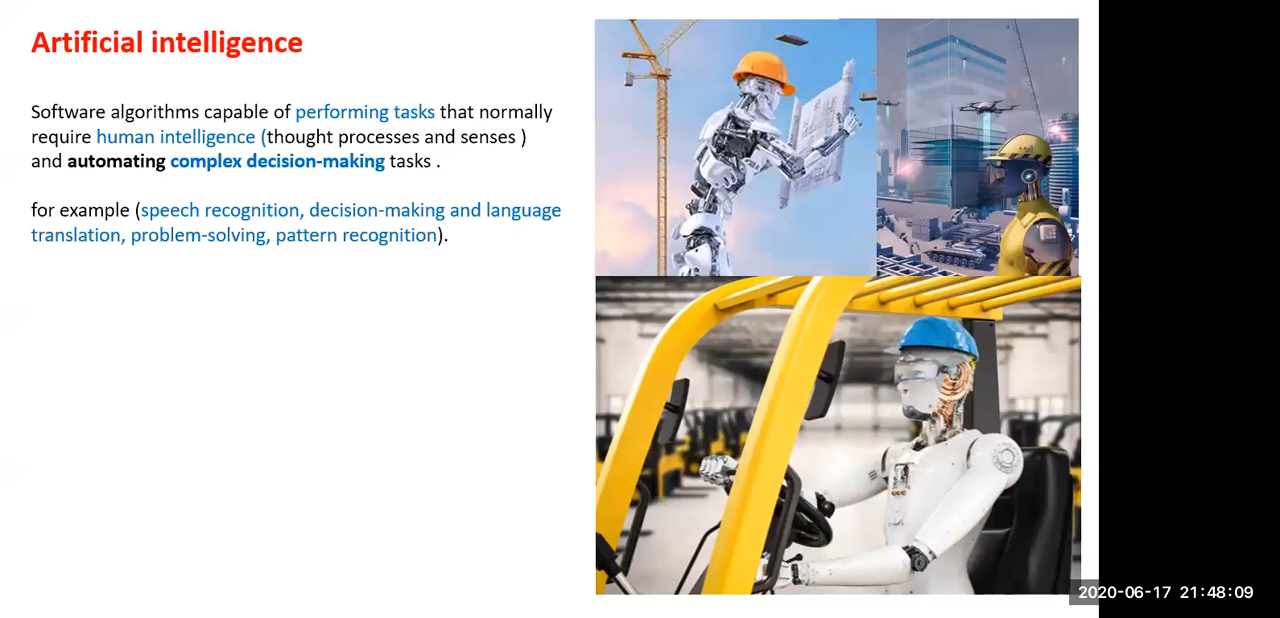 Artificial intelligence
Software algorithms capable of performing tasks that normally
require human intelligence (thought processes and senses )
and automating complex decision-making tasks .
for example (speech recognition, decision-making and language
translation, problem-solving, pattern recognition).
2020-06-17 21:48:09